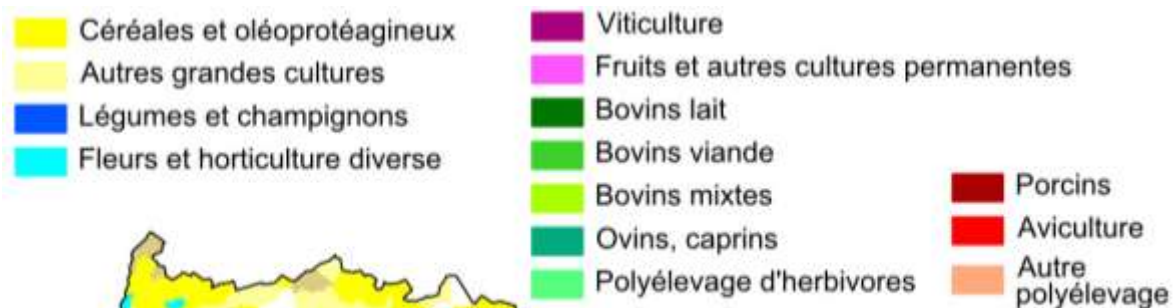 Céréales et oléoprotéagineux
Autres grandes cultures
Légumes et champignons
Fleurs et horticulture diverse
Viticulture
Fruits et autres cultures permanentes
Bovins lait
Bovins viande
Bovins mixtes
Ovins, caprins
Polyélevage d'herbivores
Porcins
Aviculture
Autre
polyélevage